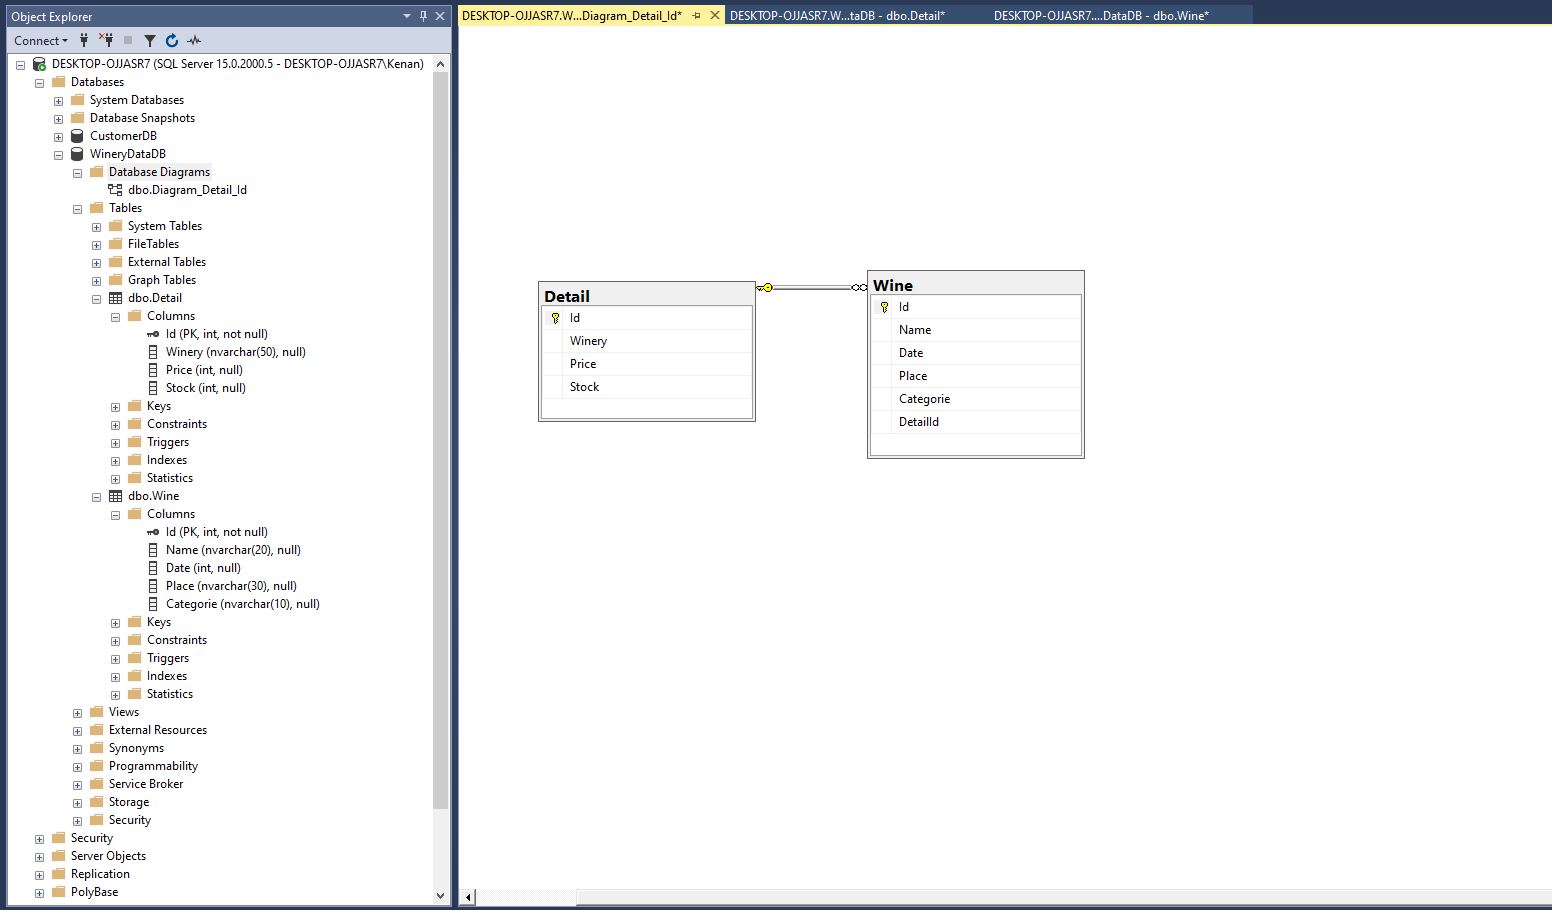 Object Explorer
Connect
DESKTOP-OJJASR7 (SQL Server 15.0.2000.5 - DESKTOP-OJJASR7\Kenan)
Databases
System Databases
Database Snapshots
CustomerDB
WineryDataDB
Database Diagrams
dbo.Diagram_Detail_Id
Tables
System Tables
FileTables
External Tables
Graph Tables
dbo.Detail
Columns
Id (PK, int, not null)
Winery (nvarchar(50), null)
Price (int, null)
Stock (int, null)
Keys
Constraints
Triggers
Indexes
Statistics
dbo.Wine
Columns
Id (PK, int, not null)
Name (nvarchar(20), null)
Date (int, null)
Place (nvarchar(30), null)
Categorie (nvarchar(10), null)
Keys
Constraints
Triggers
Indexes
Statistics
Views
External Resources
Synonyms
Programmability
Service Broker
Storage
Security
Security
Server Objects
Replication
PolyBase
DESKTOP-OJJASR7.W...Diagram_Detail_Id*
DESKTOP-OJJASR7.W...taDB - dbo.Detail*
DESKTOP-OJJASR7....DataDB - dbo.Wine*
Detail
Id
Winery
Price
Stock
Wine
Id
Name
Date
Place
Categorie
DetailId